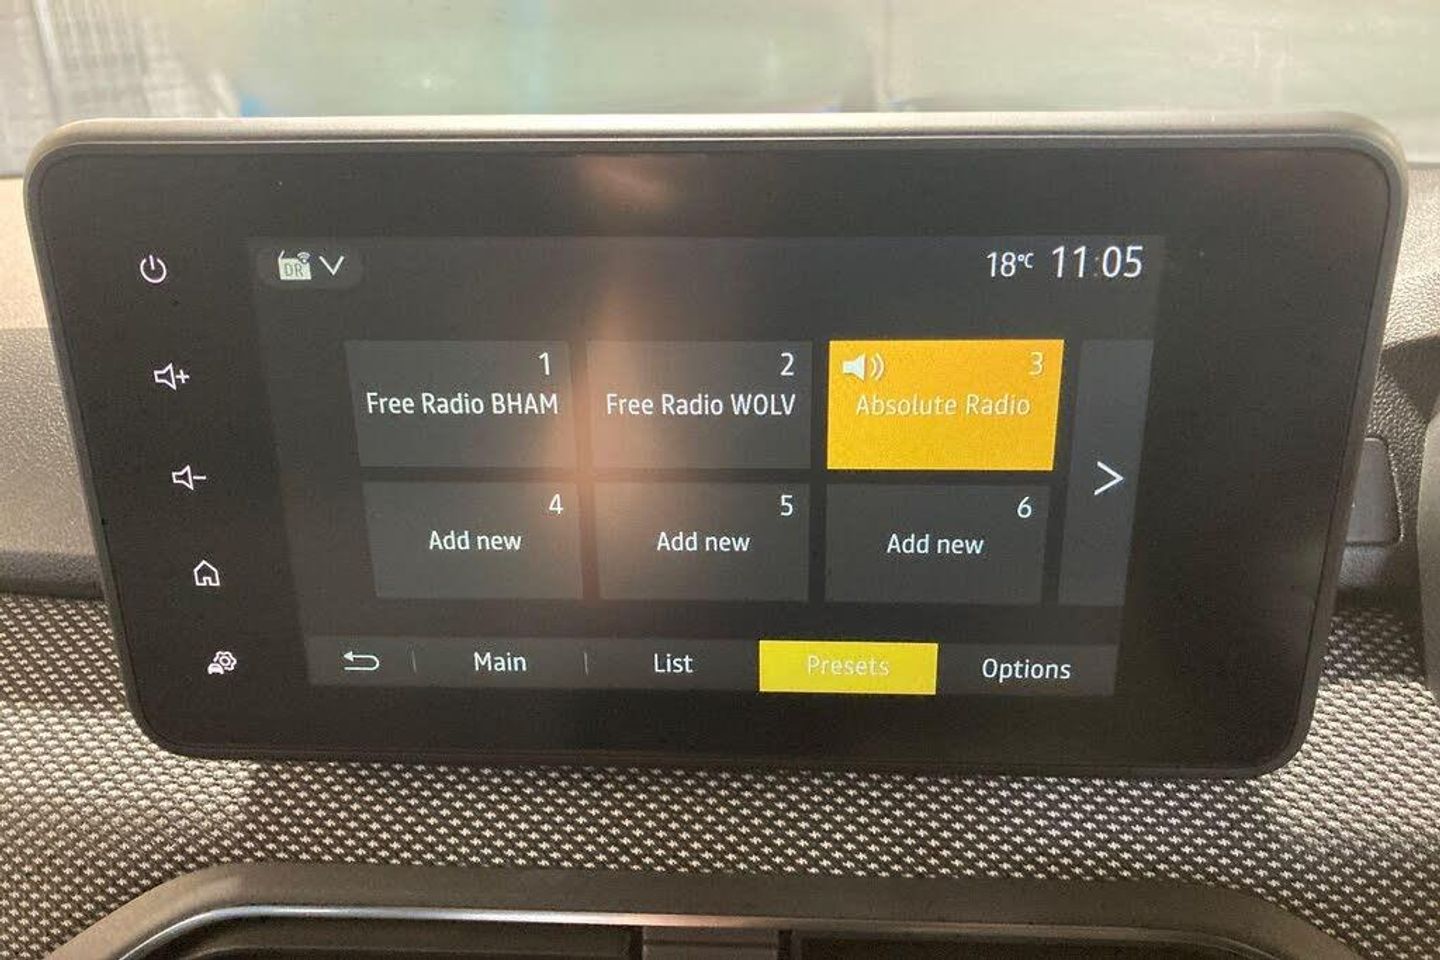 DR
18°C 11:05
1
Free Radio BHAM
2
Free Radio WOLV
3
Absolute Radio
4
Add new
5
Add new
6
Add new
>
Main
List
Presets
Options